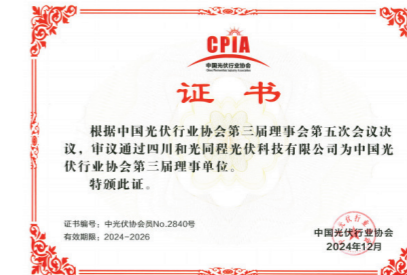 CPIA
中国光伏行业协会
China Photovoltaic Industry Association
证书
根据中国光伏行业协会第三届理事会第五次会议决
议，审议通过四川和光同程光伏科技有限公司为中国光
伏行业协会第三届理事单位。
特颁此证。
证书编号：中光伏协会员No.2840号
有效期限：2024-2026
中国光伏行业协会
2024年12月